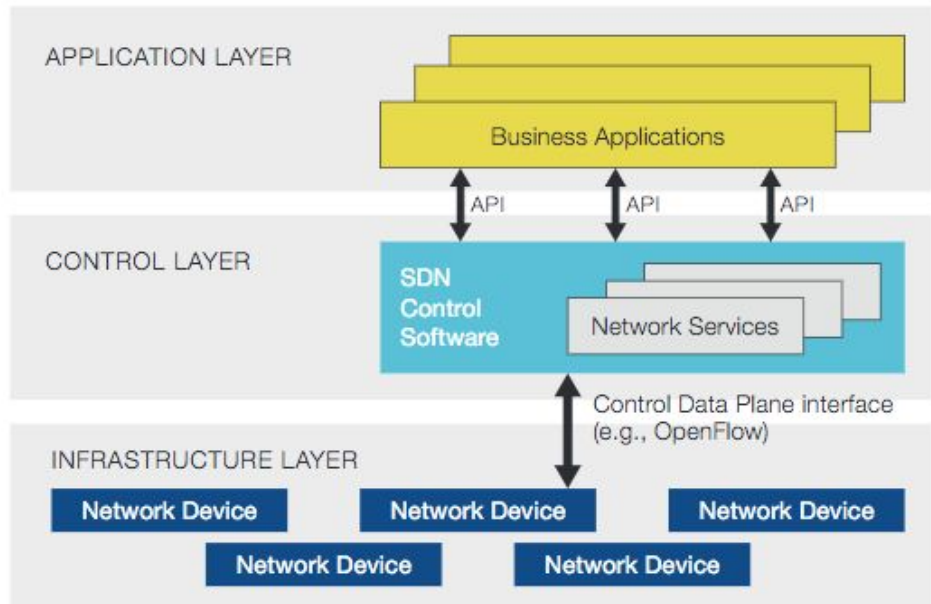 APPLICATION LAYER
Business Applications
API
API
API
CONTROL LAYER
SDN
Control
Software
Network Services
Control Data Plane interface
(e.g., OpenFlow)
INFRASTRUCTURE LAYER
Network Device
Network Device
Network Device
Network Device
Network Device